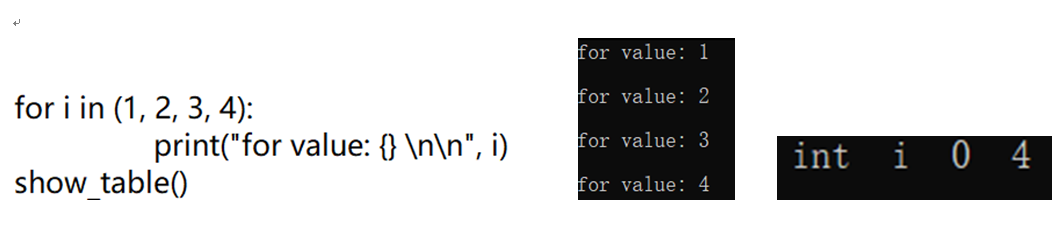 for i in (1, 2, 3, 4):
print("for value: {} \n\n", i)
show_table()
for value: 1
for value: 2
for value: 3
for value: 4
int i 0 4